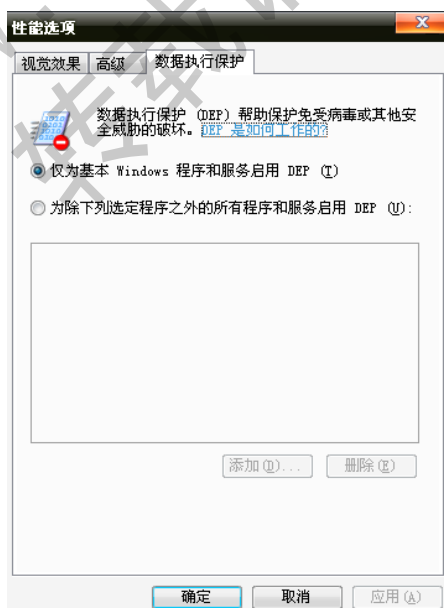 性能选项
视觉效果 高级 数据执行保护
数据执行保护 (DEP) 帮助保护免受病毒或其他安
全威胁的破坏。DEP 是如何工作的?
仅为基本 Windows 程序和服务启用 DEP (T)
为除下列选定程序之外的所有程序和服务启用 DEP (U):
添加(D)... 删除(E)
确定 取消 应用(A)